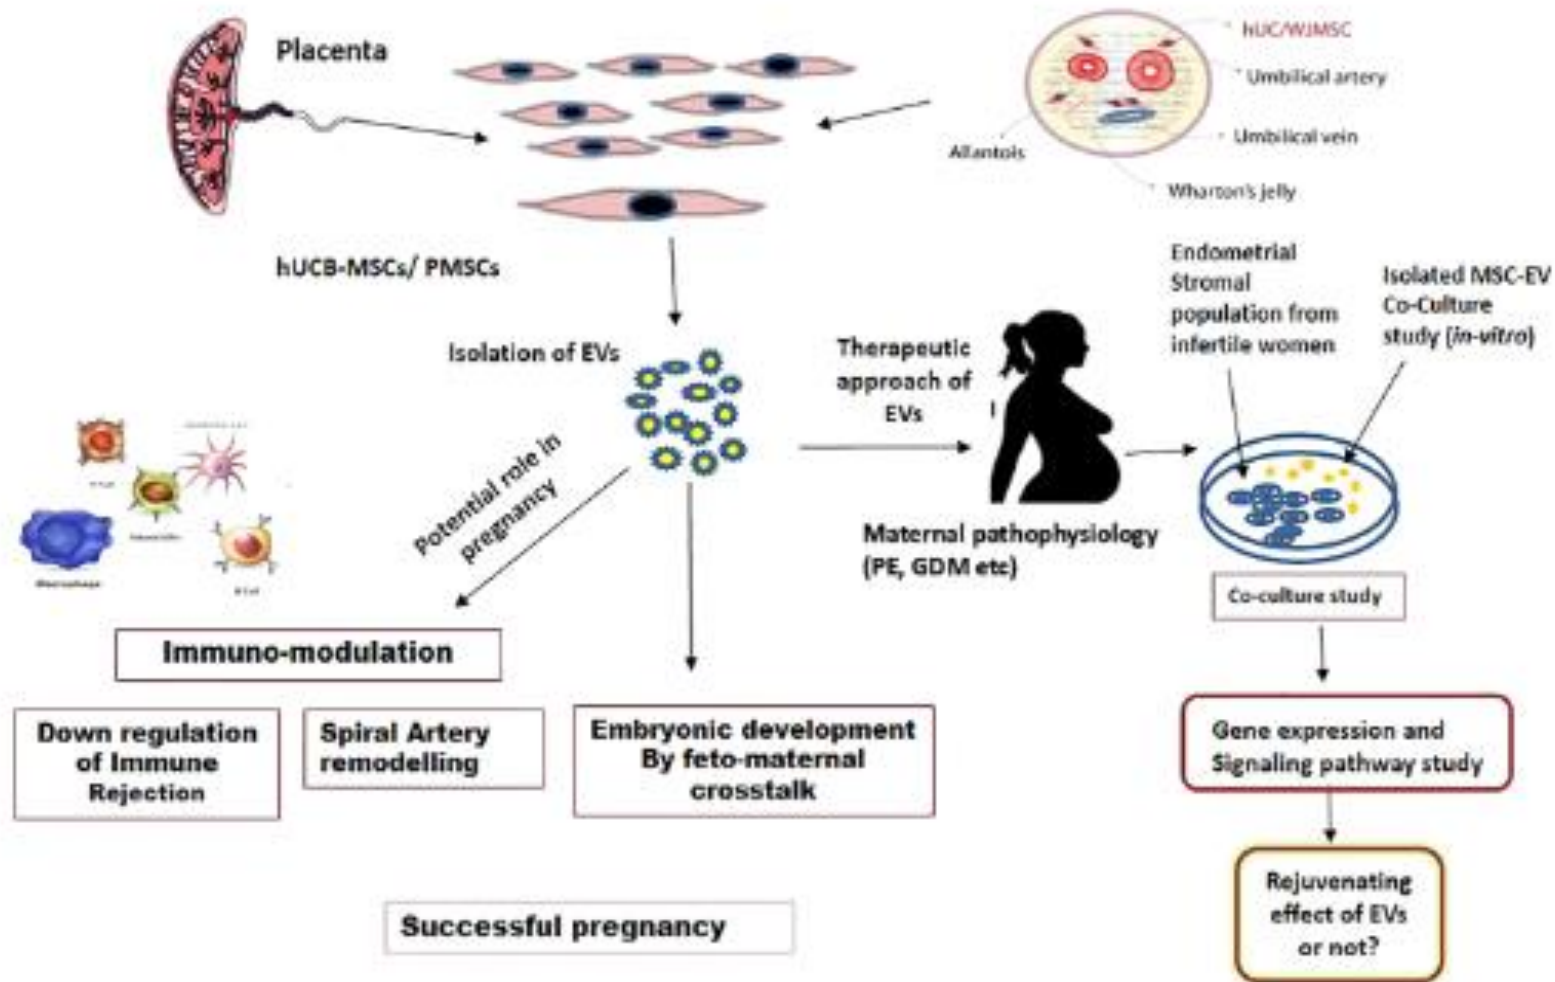 Placenta
hUC/WJMSC
Umbilical artery
Umbilical vein
Allantois
Wharton's jelly
hUCB-MSCs/ PMSCs
Isolation of EVs
Therapeutic
approach of
EVs
Endometrial
Stromal
population from
infertile women
Isolated MSC-EV
Co-Culture
study (in-vitro)
Potential role in
pregnancy
Macrophage
B Cell
Maternal pathophysiology
(PE, GDM etc)
Co-culture study
Immuno-modulation
Down regulation
of Immune
Rejection
Spiral Artery
remodelling
Embryonic development
By feto-maternal
crosstalk
Gene expression and
Signaling pathway study
Successful pregnancy
Rejuvenating
effect of EVs
or not?